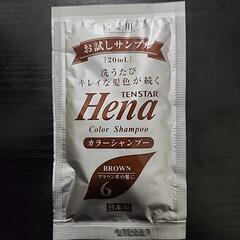 お試しサンプル
[20mL]
洗うたび
キレイな髪色が続く
TENSTAR
Hena
Color Shampoo
カラーシャンプー
BROWN
ブラウン系の髪に
6
日本製